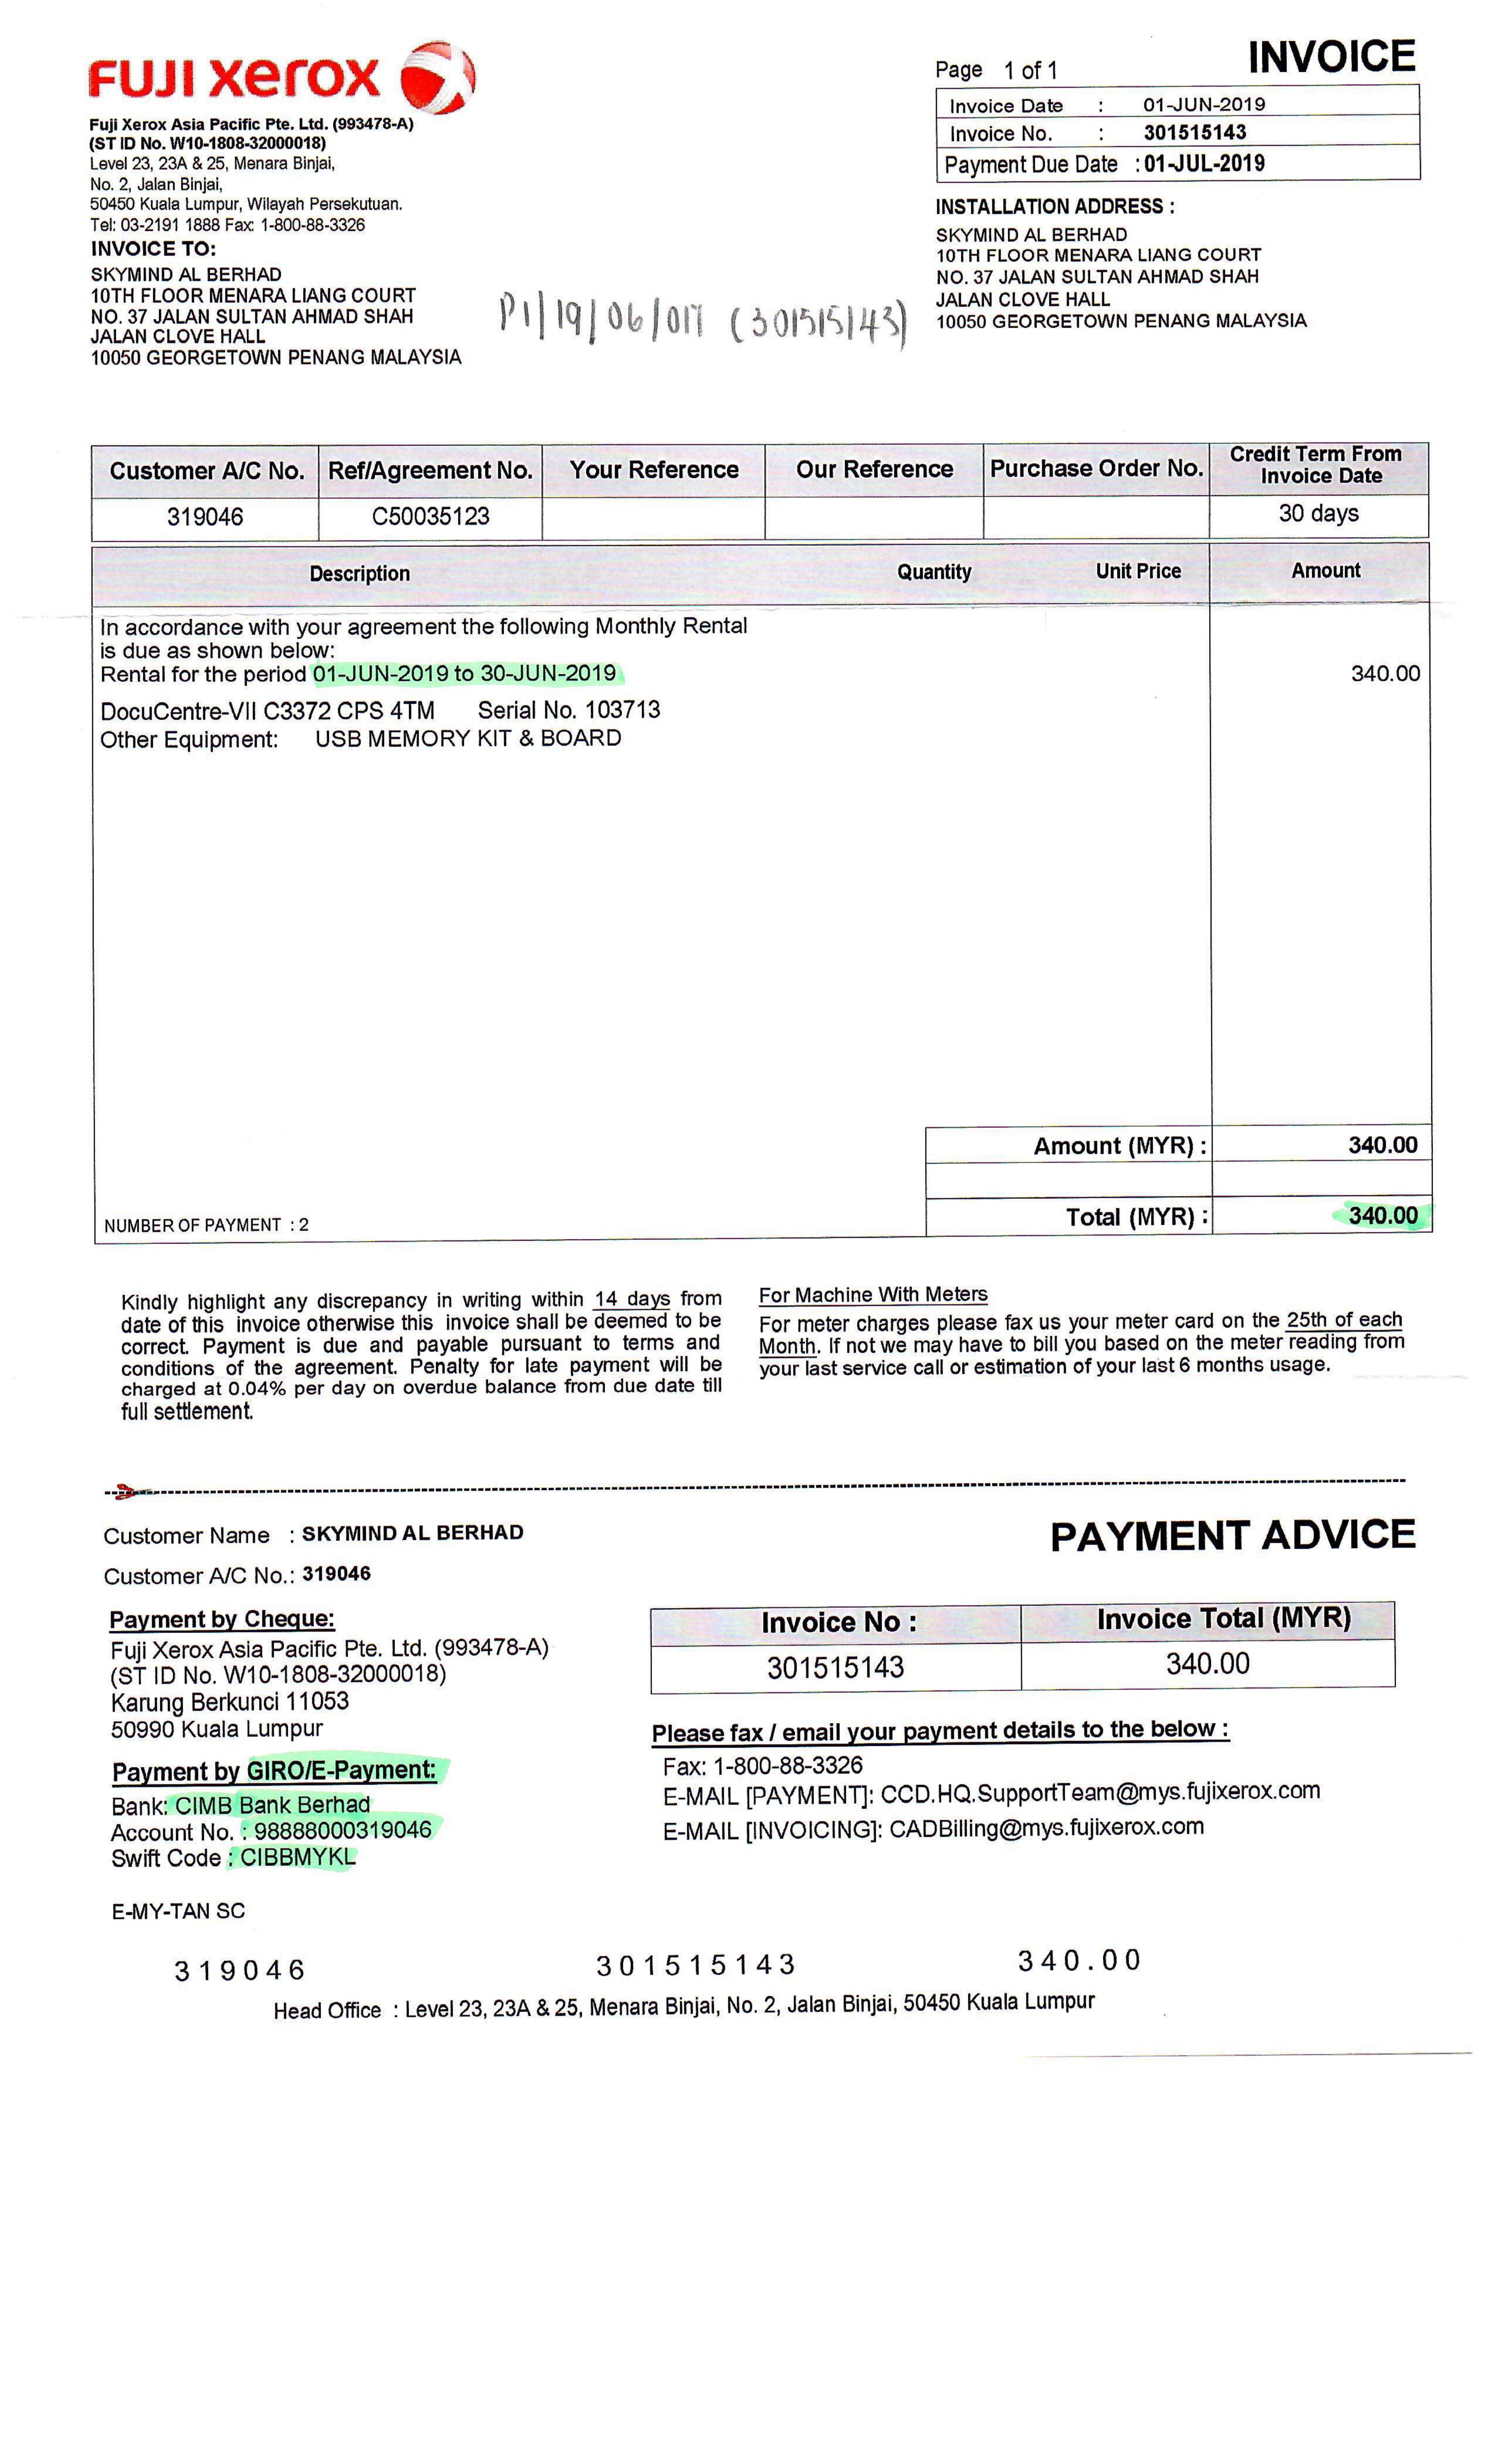 FUJI xerox
Fuji Xerox Asia Pacific Pte. Ltd. (993478-A)
(ST ID No. W10-1808-32000018)
Level 23, 23A & 25, Menara Binjai,
No. 2, Jalan Binjai,
50450 Kuala Lumpur, Wilayah Persekutuan.
Tel: 03-2191 1888 Fax: 1-800-88-3326
INVOICE TO:
SKYMIND AL BERHAD
10TH FLOOR MENARA LIANG COURT
NO. 37 JALAN SULTAN AHMAD SHAH
JALAN CLOVE HALL
10050 GEORGETOWN PENANG MALAYSIA
P1/19/06/017 (301515143)
INVOICE
Page 1 of 1
Invoice Date : 01-JUN-2019
Invoice No. : 301515143
Payment Due Date : 01-JUL-2019
INSTALLATION ADDRESS :
SKYMIND AL BERHAD
10TH FLOOR MENARA LIANG COURT
NO. 37 JALAN SULTAN AHMAD SHAH
JALAN CLOVE HALL
10050 GEORGETOWN PENANG MALAYSIA
Customer A/C No. Ref/Agreement No. Your Reference Our Reference Purchase Order No. Credit Term From
Invoice Date
319046 C50035123 30 days
Description Quantity Unit Price Amount
In accordance with your agreement the following Monthly Rental
is due as shown below:
Rental for the period 01-JUN-2019 to 30-JUN-2019 340.00
DocuCentre-VII C3372 CPS 4TM Serial No. 103713
Other Equipment: USB MEMORY KIT & BOARD
Amount (MYR) : 340.00
NUMBER OF PAYMENT : 2
Total (MYR) : 340.00
Kindly highlight any discrepancy in writing within 14 days from
date of this invoice otherwise this invoice shall be deemed to be
correct. Payment is due and payable pursuant to terms and
conditions of the agreement. Penalty for late payment will be
charged at 0.04% per day on overdue balance from due date till
full settlement.
For Machine With Meters
For meter charges please fax us your meter card on the 25th of each
Month. If not we may have to bill you based on the meter reading from
your last service call or estimation of your last 6 months usage.
Customer Name : SKYMIND AL BERHAD
Customer A/C No.: 319046
PAYMENT ADVICE
Payment by Cheque:
Fuji Xerox Asia Pacific Pte. Ltd. (993478-A)
(ST ID No. W10-1808-32000018)
Karung Berkunci 11053
50990 Kuala Lumpur
Payment by GIRO/E-Payment:
Bank: CIMB Bank Berhad
Account No. : 98888000319046
Swift Code : CIBBMYKL
Invoice No : Invoice Total (MYR)
301515143 340.00
Please fax / email your payment details to the below :
Fax: 1-800-88-3326
E-MAIL [PAYMENT]: CCD.HQ.SupportTeam@mys.fujixerox.com
E-MAIL [INVOICING]: CADBilling@mys.fujixerox.com
E-MY-TAN SC
319046 301515143 340.00
Head Office : Level 23, 23A & 25, Menara Binjai, No. 2, Jalan Binjai, 50450 Kuala Lumpur